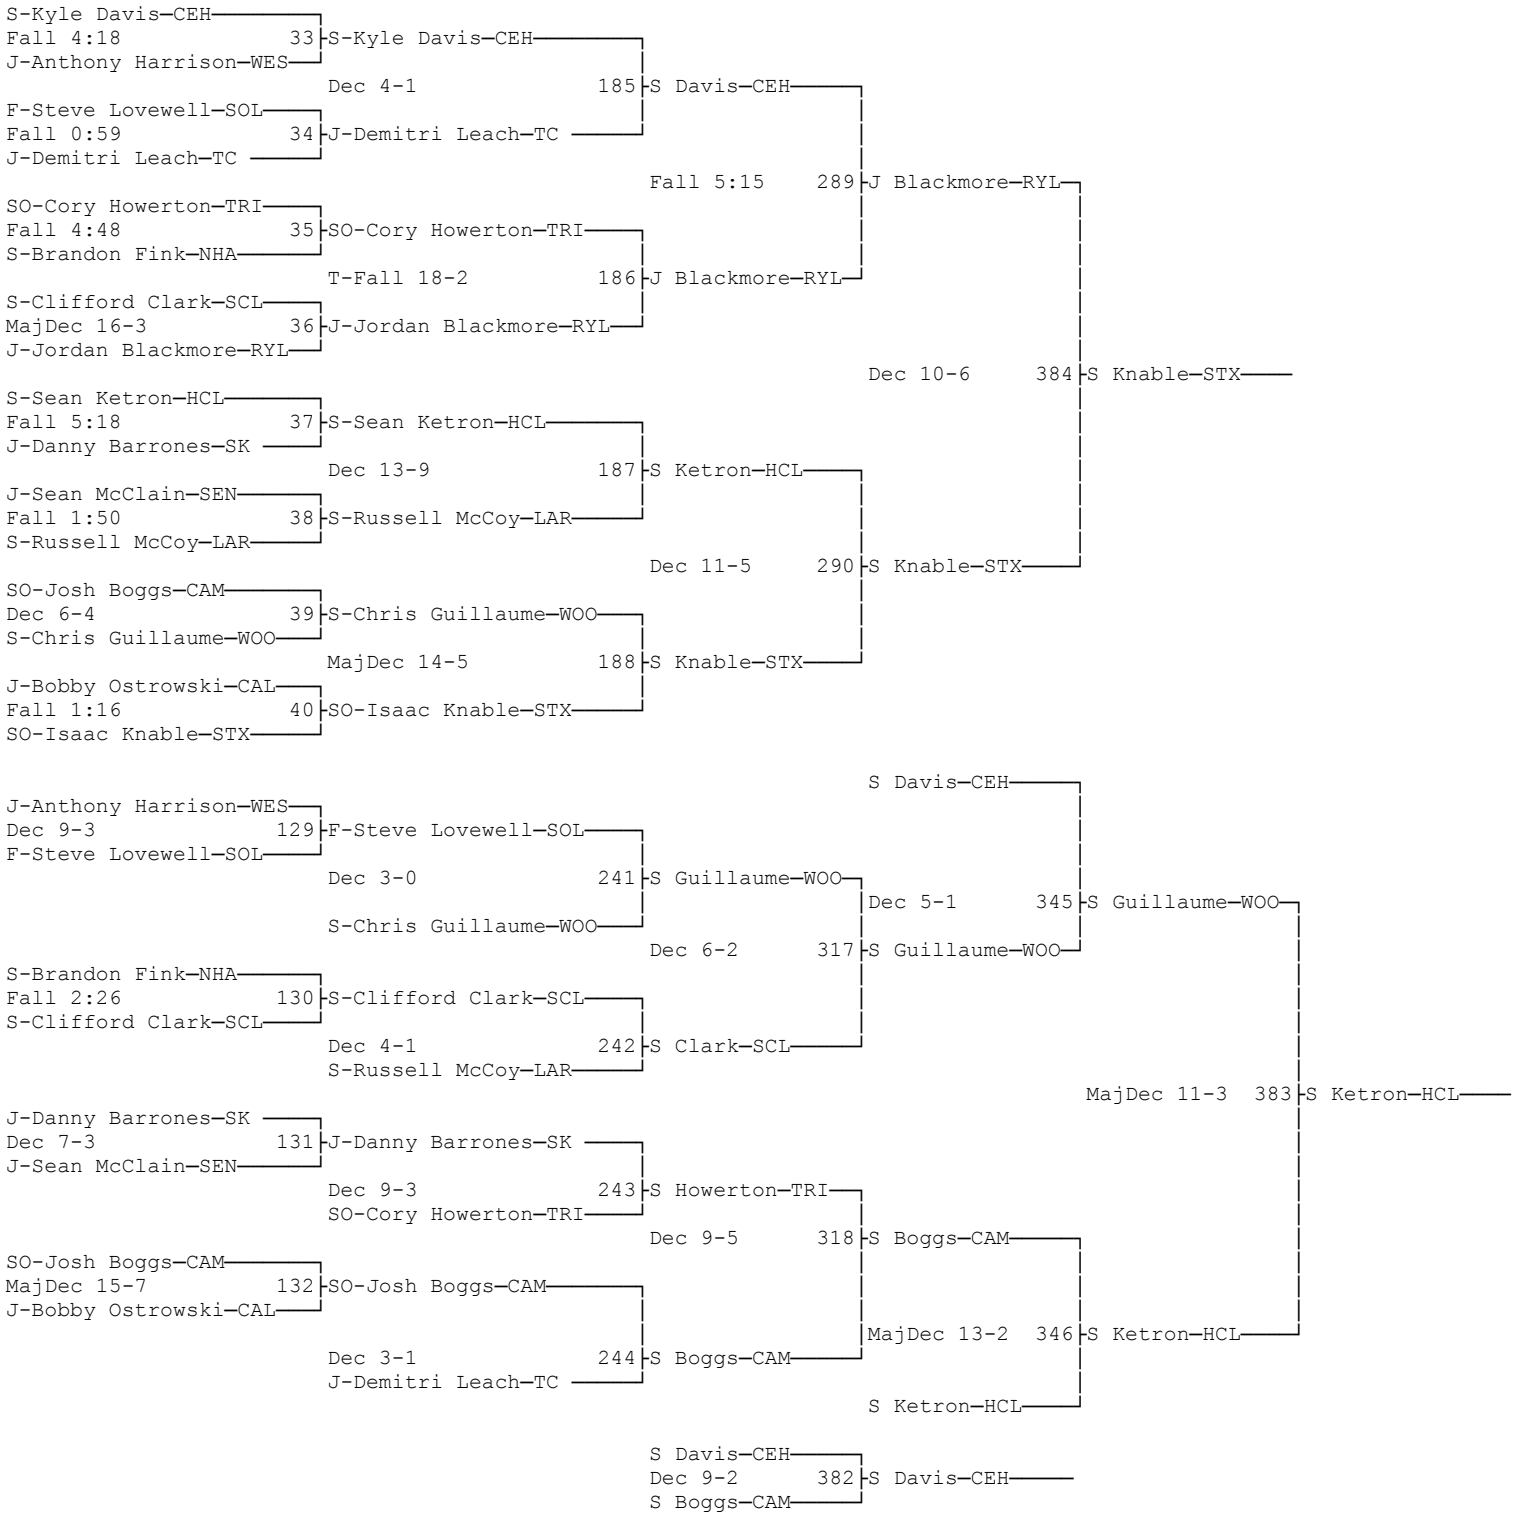 S-Kyle Davis-CEH
Fall 4:18 33 S-Kyle Davis-CEH
J-Anthony Harrison-WES
Dec 4-1 185 S Davis-CEH
F-Steve Lovewell-SOL
Fall 0:59 34 J-Demitri Leach-TC
J-Demitri Leach-TC
Fall 5:15 289 J Blackmore-RYL
SO-Cory Howerton-TRI
Fall 4:48 35 SO-Cory Howerton-TRI
S-Brandon Fink-NHA
T-Fall 18-2 186 J Blackmore-RYL
S-Clifford Clark-SCL
MajDec 16-3 36 J-Jordan Blackmore-RYL
J-Jordan Blackmore-RYL
Dec 10-6 384 S Knable-STX
S-Sean Ketron-HCL
Fall 5:18 37 S-Sean Ketron-HCL
J-Danny Barrones-SK
Dec 13-9 187 S Ketron-HCL
J-Sean McClain-SEN
Fall 1:50 38 S-Russell McCoy-LAR
S-Russell McCoy-LAR
Dec 11-5 290 S Knable-STX
SO-Josh Boggs-CAM
Dec 6-4 39 S-Chris Guillaume-WOO
S-Chris Guillaume-WOO
MajDec 14-5 188 S Knable-STX
J-Bobby Ostrowski-CAL
Fall 1:16 40 SO-Isaac Knable-STX
SO-Isaac Knable-STX
S Davis-CEH
J-Anthony Harrison-WES
Dec 9-3 129 F-Steve Lovewell-SOL
F-Steve Lovewell-SOL
Dec 3-0 241 S Guillaume-WOO
Dec 5-1 345 S Guillaume-WOO
S-Chris Guillaume-WOO
Dec 6-2 317 S Guillaume-WOO
S-Brandon Fink-NHA
Fall 2:26 130 S-Clifford Clark-SCL
S-Clifford Clark-SCL
Dec 4-1 242 S Clark-SCL
S-Russell McCoy-LAR
MajDec 11-3 383 S Ketron-HCL
J-Danny Barrones-SK
Dec 7-3 131 J-Danny Barrones-SK
J-Sean McClain-SEN
Dec 9-3 243 S Howerton-TRI
SO-Cory Howerton-TRI
Dec 9-5 318 S Boggs-CAM
SO-Josh Boggs-CAM
MajDec 15-7 132 SO-Josh Boggs-CAM
J-Bobby Ostrowski-CAL
MajDec 13-2 346 S Ketron-HCL
Dec 3-1 244 S Boggs-CAM
J-Demitri Leach-TC
S Ketron-HCL
S Davis-CEH
Dec 9-2 382 S Davis-CEH
S Boggs-CAM